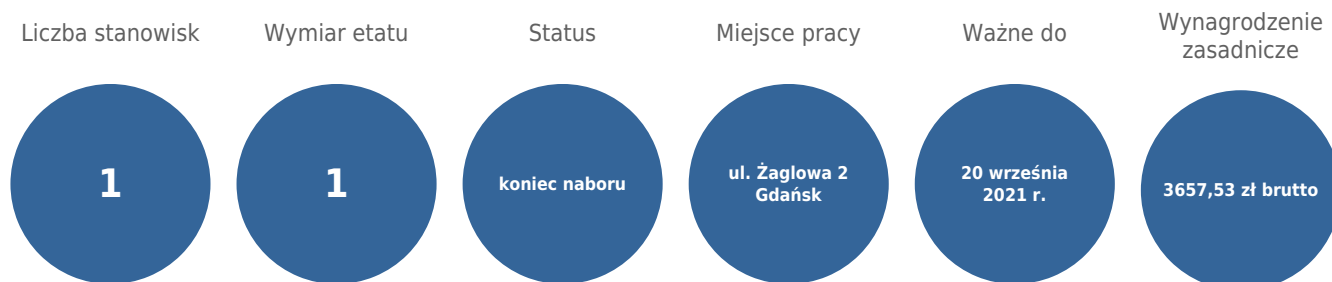 Liczba stanowisk
1
Wymiar etatu
1
Status
koniec naboru
Miejsce pracy
ul. Żaglowa 2
Gdańsk
Ważne do
20 września
2021 r.
Wynagrodzenie
zasadnicze
3657,53 zł brutto